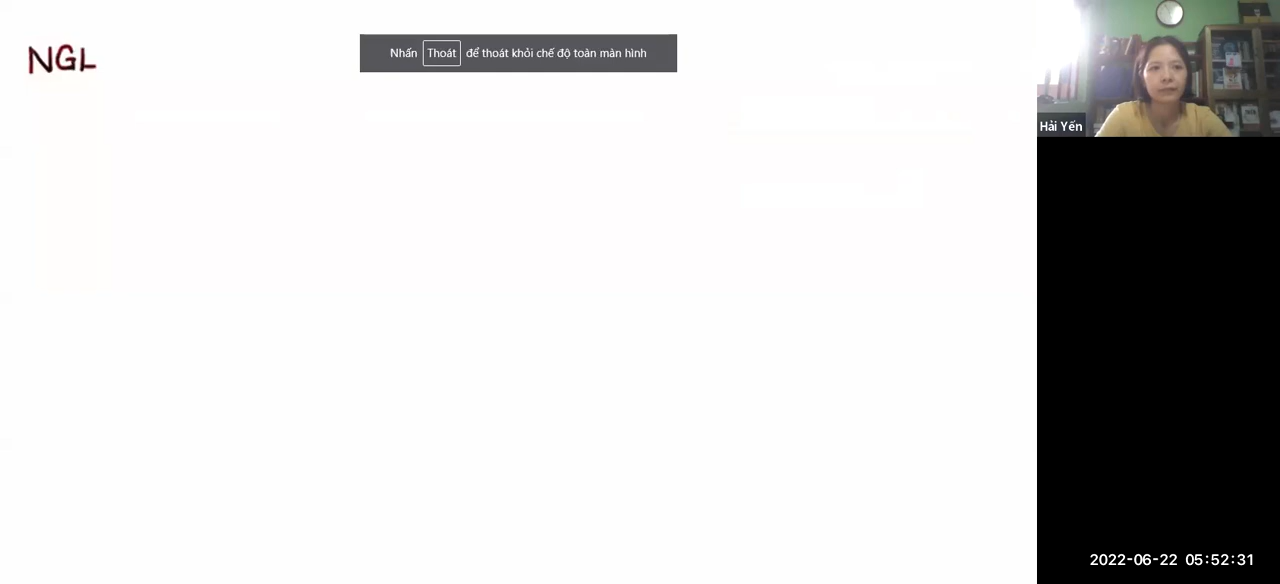 NGL
Nhấn Thoát để thoát khỏi chế độ toàn màn hình
Hải Yến
2022-06-22 05:52:31